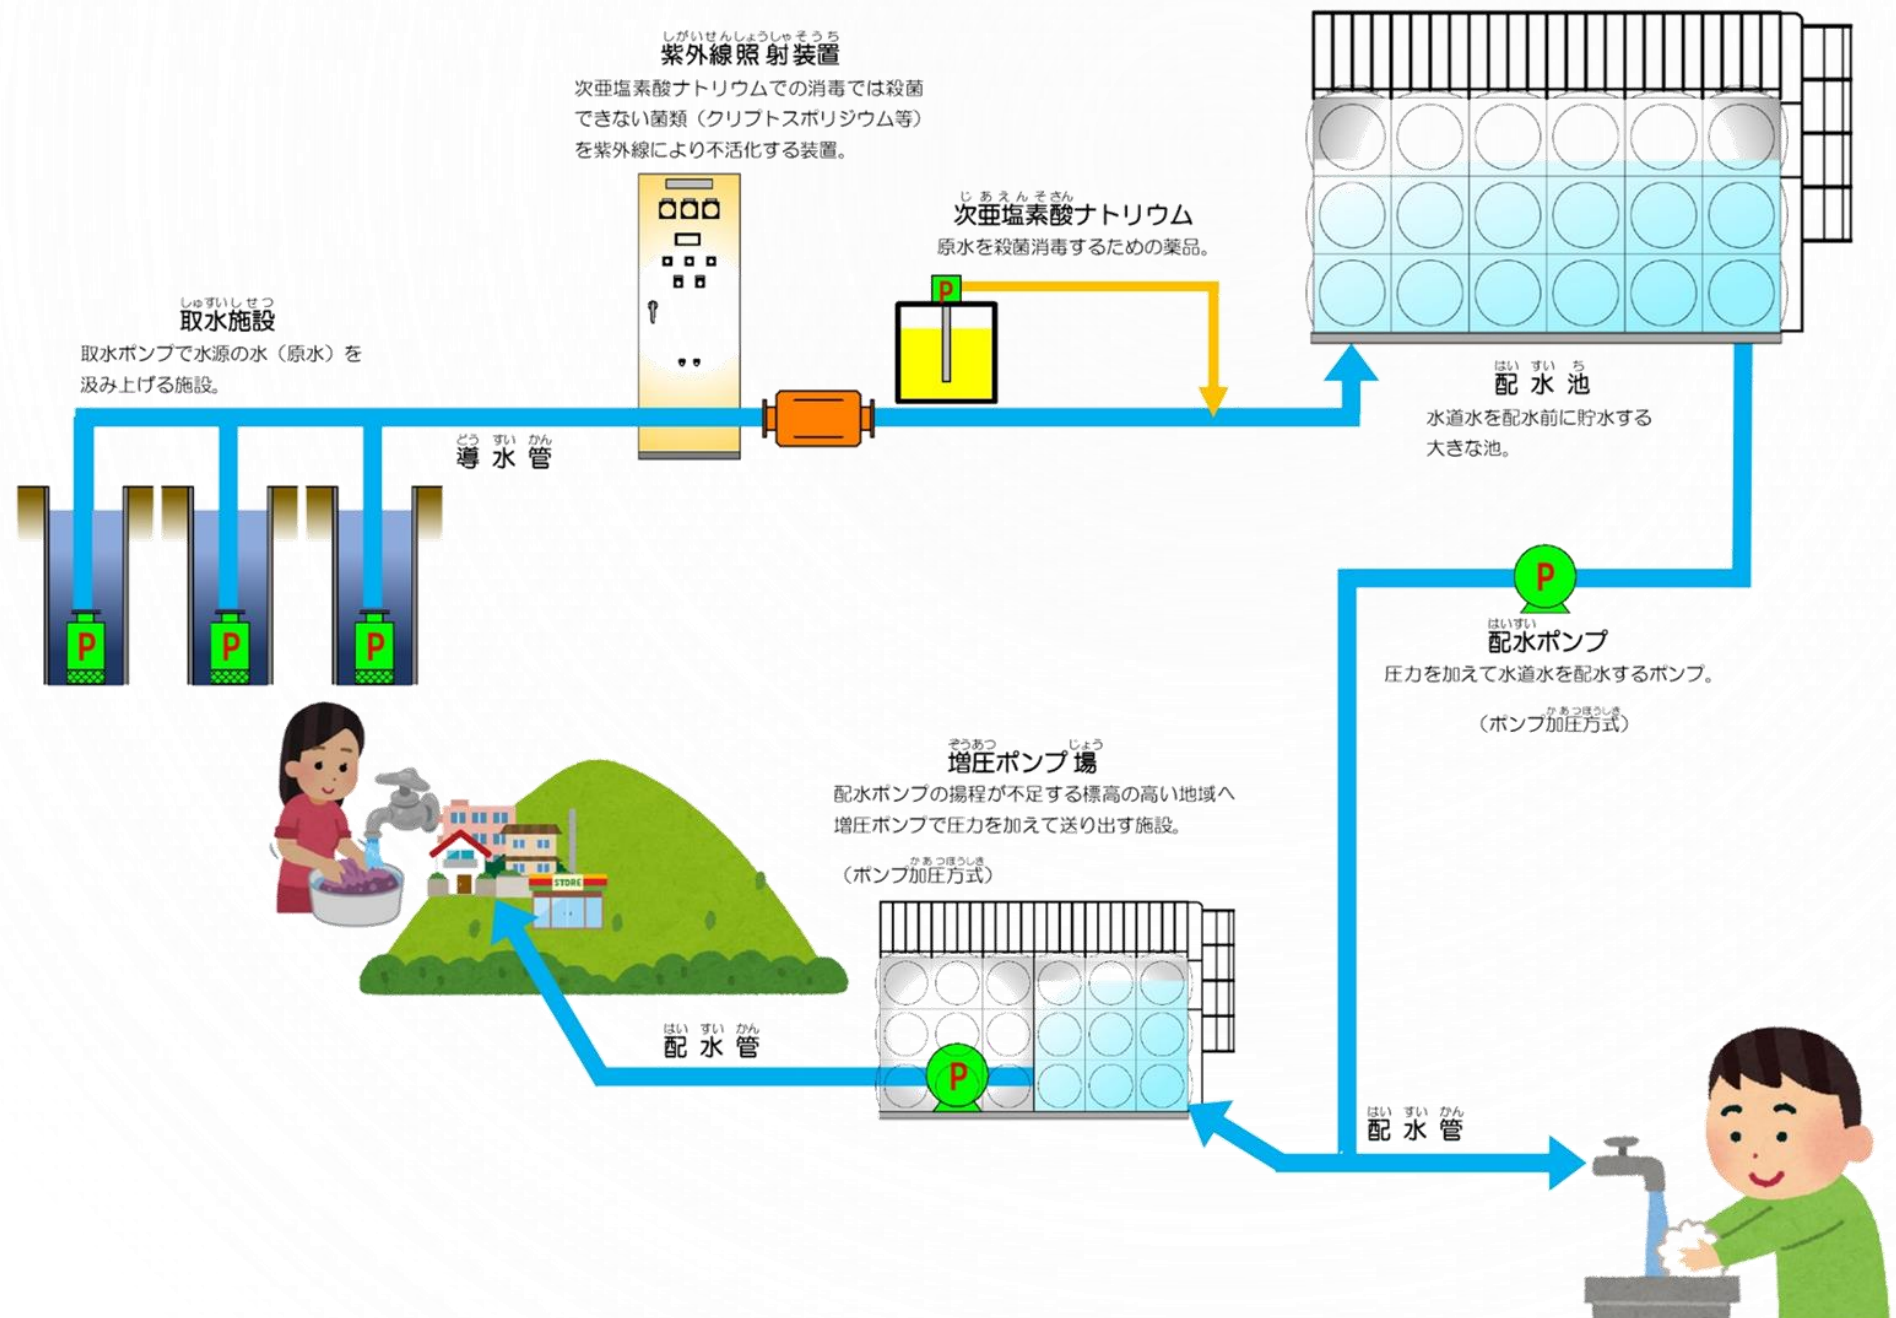 しゅすいしせつ
取水施設
取水ポンプで水源の水（原水）を
汲み上げる施設。
どう すい かん
導 水 管
P
P
P
しがいせんしょうしゃそうち
紫外線照射装置
次亜塩素酸ナトリウムでの消毒では殺菌
できない菌類（クリプトスポリジウム等）
を紫外線により不活化する装置。
じあえんそさん
次亜塩素酸ナトリウム
原水を殺菌消毒するための薬品。
P
はい すい ち
配 水 池
水道水を配水前に貯水する
大きな池。
P
はいすい
配水ポンプ
圧力を加えて水道水を配水するポンプ。
かあつほうしき
（ポンプ加圧方式）
ぞうあつ じょう
増圧ポンプ場
配水ポンプの揚程が不足する標高の高い地域へ
増圧ポンプで圧力を加えて送り出す施設。
かあつほうしき
（ポンプ加圧方式）
P
STORE
はい すい かん
配 水 管
はい すい かん
配 水 管